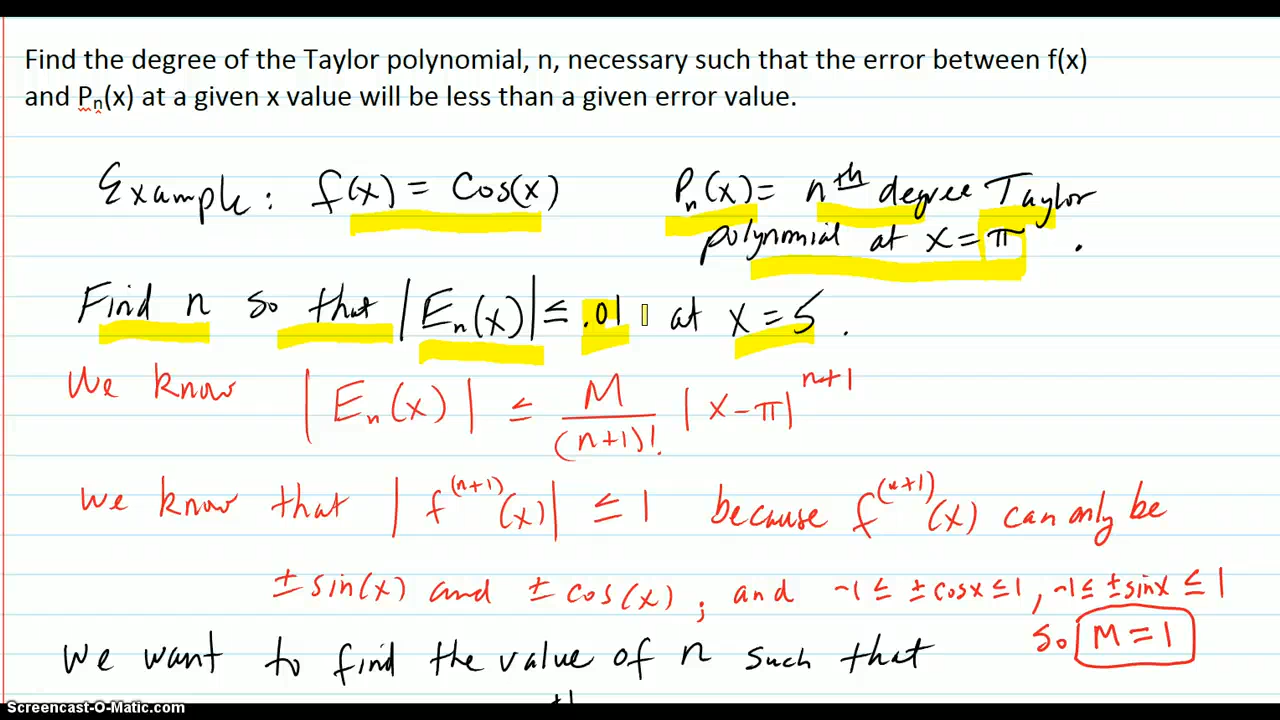 Find the degree of the Taylor polynomial, n, necessary such that the error between f(x)
and Pₙ(x) at a given x value will be less than a given error value.
Example: f(x) = Cos(x)
Pₙ(x) = nᵗʰ degree Taylor
polynomial at x = π .
Find n so that |Eₙ(x)| ≤ .01 at x = 5 .
We know |Eₙ(x)| ≤ M/(n+1)! |x-π|ⁿ⁺¹
We know that |f⁽ⁿ⁺¹⁾(x)| ≤ 1 because f⁽ⁿ⁺¹⁾(x) can only be
± sin(x) and ± cos(x), and -1 ≤ ± cosx ≤ 1, -1 ≤ ± sinx ≤ 1
so M = 1
We want to find the value of n such that
Screencast-O-Matic.com